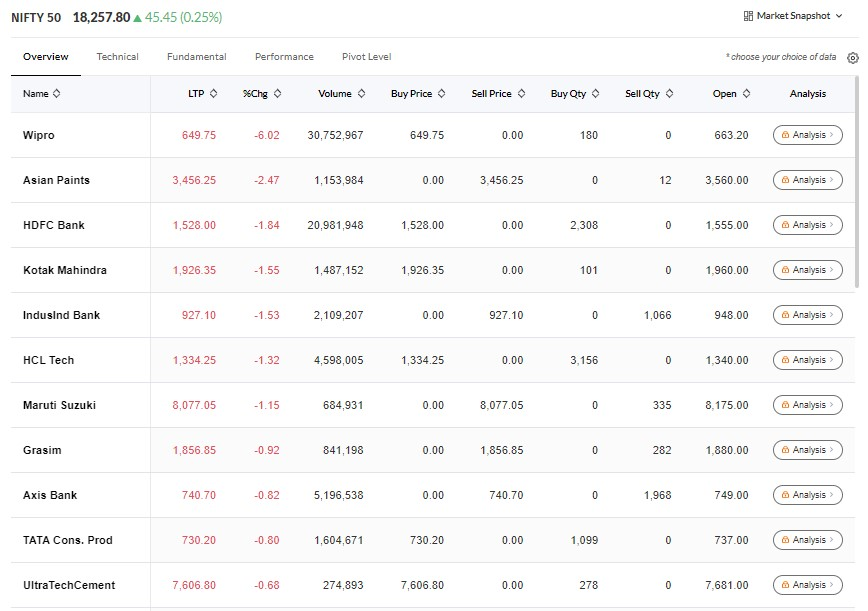 NIFTY 50 18,257.80 ▲ 45.45 (0.25%) Market Snapshot
Overview Technical Fundamental Performance Pivot Level * choose your choice of data
Name LTP %Chg Volume Buy Price Sell Price Buy Qty Sell Qty Open Analysis
Wipro 649.75 -6.02 30,752,967 649.75 0.00 180 0 663.20 Analysis
Asian Paints 3,456.25 -2.47 1,153,984 0.00 3,456.25 0 12 3,560.00 Analysis
HDFC Bank 1,528.00 -1.84 20,981,948 1,528.00 0.00 2,308 0 1,555.00 Analysis
Kotak Mahindra 1,926.35 -1.55 1,487,152 1,926.35 0.00 101 0 1,960.00 Analysis
IndusInd Bank 927.10 -1.53 2,109,207 0.00 927.10 0 1,066 948.00 Analysis
HCL Tech 1,334.25 -1.32 4,598,005 1,334.25 0.00 3,156 0 1,340.00 Analysis
Maruti Suzuki 8,077.05 -1.15 684,931 0.00 8,077.05 0 335 8,175.00 Analysis
Grasim 1,856.85 -0.92 841,198 0.00 1,856.85 0 282 1,880.00 Analysis
Axis Bank 740.70 -0.82 5,196,538 0.00 740.70 0 1,968 749.00 Analysis
TATA Cons. Prod 730.20 -0.80 1,604,671 730.20 0.00 1,099 0 737.00 Analysis
UltraTechCement 7,606.80 -0.68 274,893 7,606.80 0.00 278 0 7,681.00 Analysis